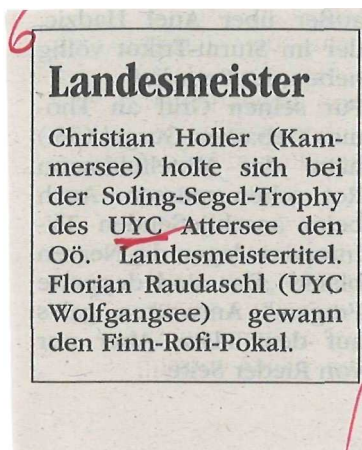 6
Landesmeister
Christian Holler (Kam-
mersee) holte sich bei
der Soling-Segel-Trophy
des UYC Attersee den
Oö. Landesmeistertitel.
Florian Raudaschl (UYC
Wolfgangsee) gewann
den Finn-Rofi-Pokal.